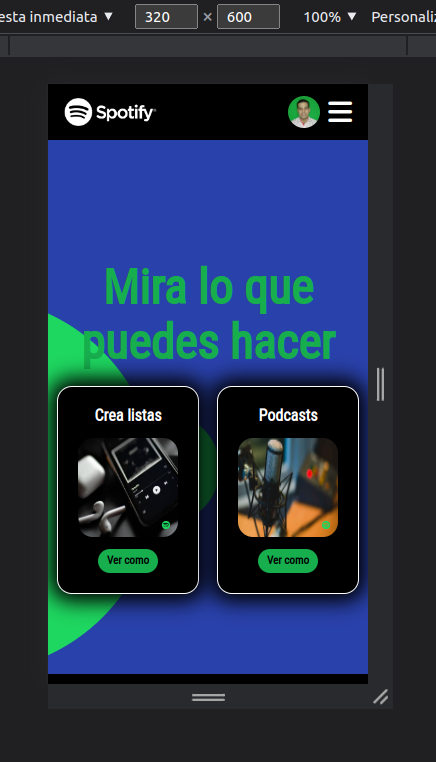 esta inmediata ▼ 320 × 600 100% ▼ Personaliz
Spotify®
Mira lo que
puedes hacer
Crea listas
Podcasts
Ver como
Ver como